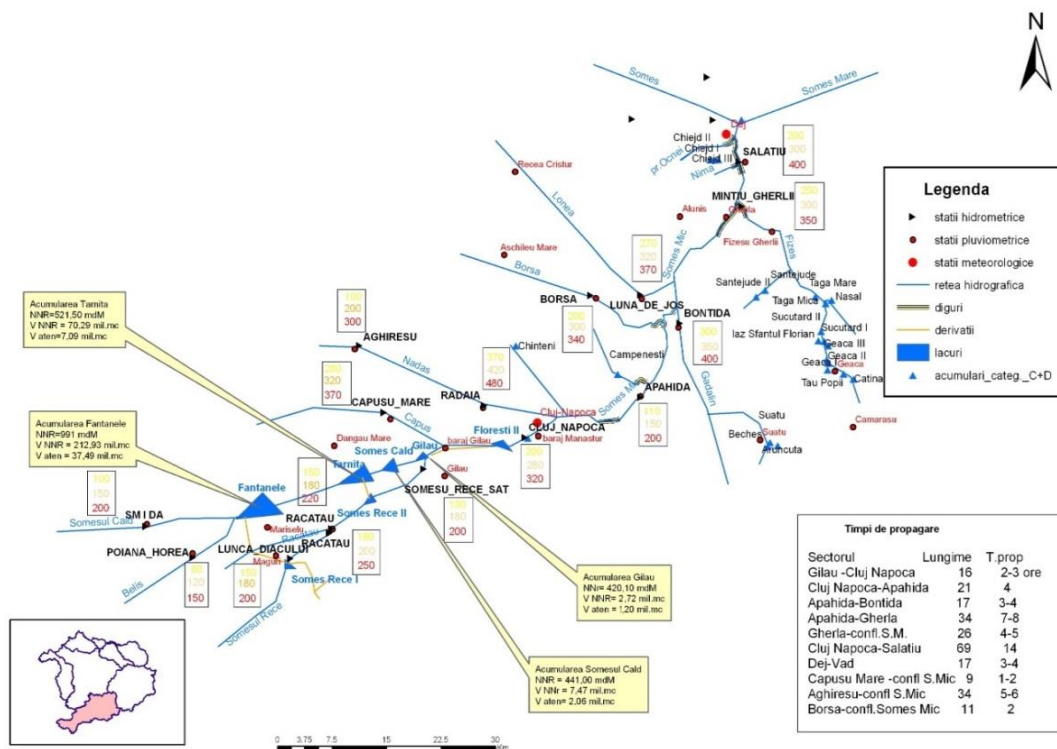 N
Somes
Somes Mare
Dej
Chiejd II
Chiejd I
Chiejd III
pr.Ocnei
Nima
SALATIU
200
300
400
Recea Cristur
Lonea
MINTIU_GHERLII
250
300
350
Alunis
Gherla
Fizesu Gherlii
Fizes
Somes Mic
270
320
370
Aschileu Mare
Borsa
BORSA
200
300
340
LUNA_DE_JOS
BONTIDA
300
350
400
Santejude II
Santejude
Taga Mare
Taga Mica
Nasal
Sucutard II
Sucutard I
Iaz Sfantul Florian
Geaca III
Geaca II
Geaca I
Geaca
Tau Popii
Catina
Camarasu
Suatu
Beches
Suatu
Aruncuta
Gadalin
Campenesti
Chinteni
APAHIDA
110
150
200
Somes Mic
AGHIRESU
100
200
300
Nadas
370
420
480
RADAIA
CAPUSU_MARE
280
320
370
Capus
Cluj-Napoca
CLUJ_NAPOCA
baraj Manastur
200
280
320
Floresti II
Dangau Mare
Gilau
baraj Gilau
Somes Cald
Tarnita
Gilau
SOMESU_RECE_SAT
130
180
200
150
180
220
Fantanele
Somes Rece II
100
150
200
SMIDA
Somesul Cald
Mariselu
RACATAU
Racatau
RACATAU
180
200
250
POIANA_HOREA
LUNCA_DIACULUI
Maguri
Somes Rece I
Belis
80
120
150
150
180
200
Somesul Rece
Acumularea Tarnita
NNR=521,50 mdM
V NNR = 70,29 mil.mc
V aten=7,09 mil.mc
Acumularea Fantanele
NNR=991 mdM
V NNR = 212,93 mil.mc
V aten = 37,49 mil.mc
Acumularea Gilau
NNr= 420,10 mdM
V NNR= 2,72 mil.mc
V aten = 1,20 mil.mc
Acumularea Somesul Cald
NNR = 441,00 mdM
V NNr = 7,47 mil.mc
V aten= 2,06 mil.mc
Legenda
statii hidrometrice
statii pluviometrice
statii meteorologice
retea hidrografica
diguri
derivatii
lacuri
acumulari_categ._C+D
Timpi de propagare
Sectorul Lungime T.prop
Gilau -Cluj Napoca 16 2-3 ore
Cluj Napoca-Apahida 21 4
Apahida-Bontida 17 3-4
Apahida-Gherla 34 7-8
Gherla-confl.S.M. 26 4-5
Cluj Napoca-Salatiu 69 14
Dej-Vad 17 3-4
Capusu Mare -confl S.Mic 9 1-2
Aghiresu-confl S.Mic 34 5-6
Borsa-confl.Somes Mic 11 2
0 3.75 7.5 15 22.5 30
Km